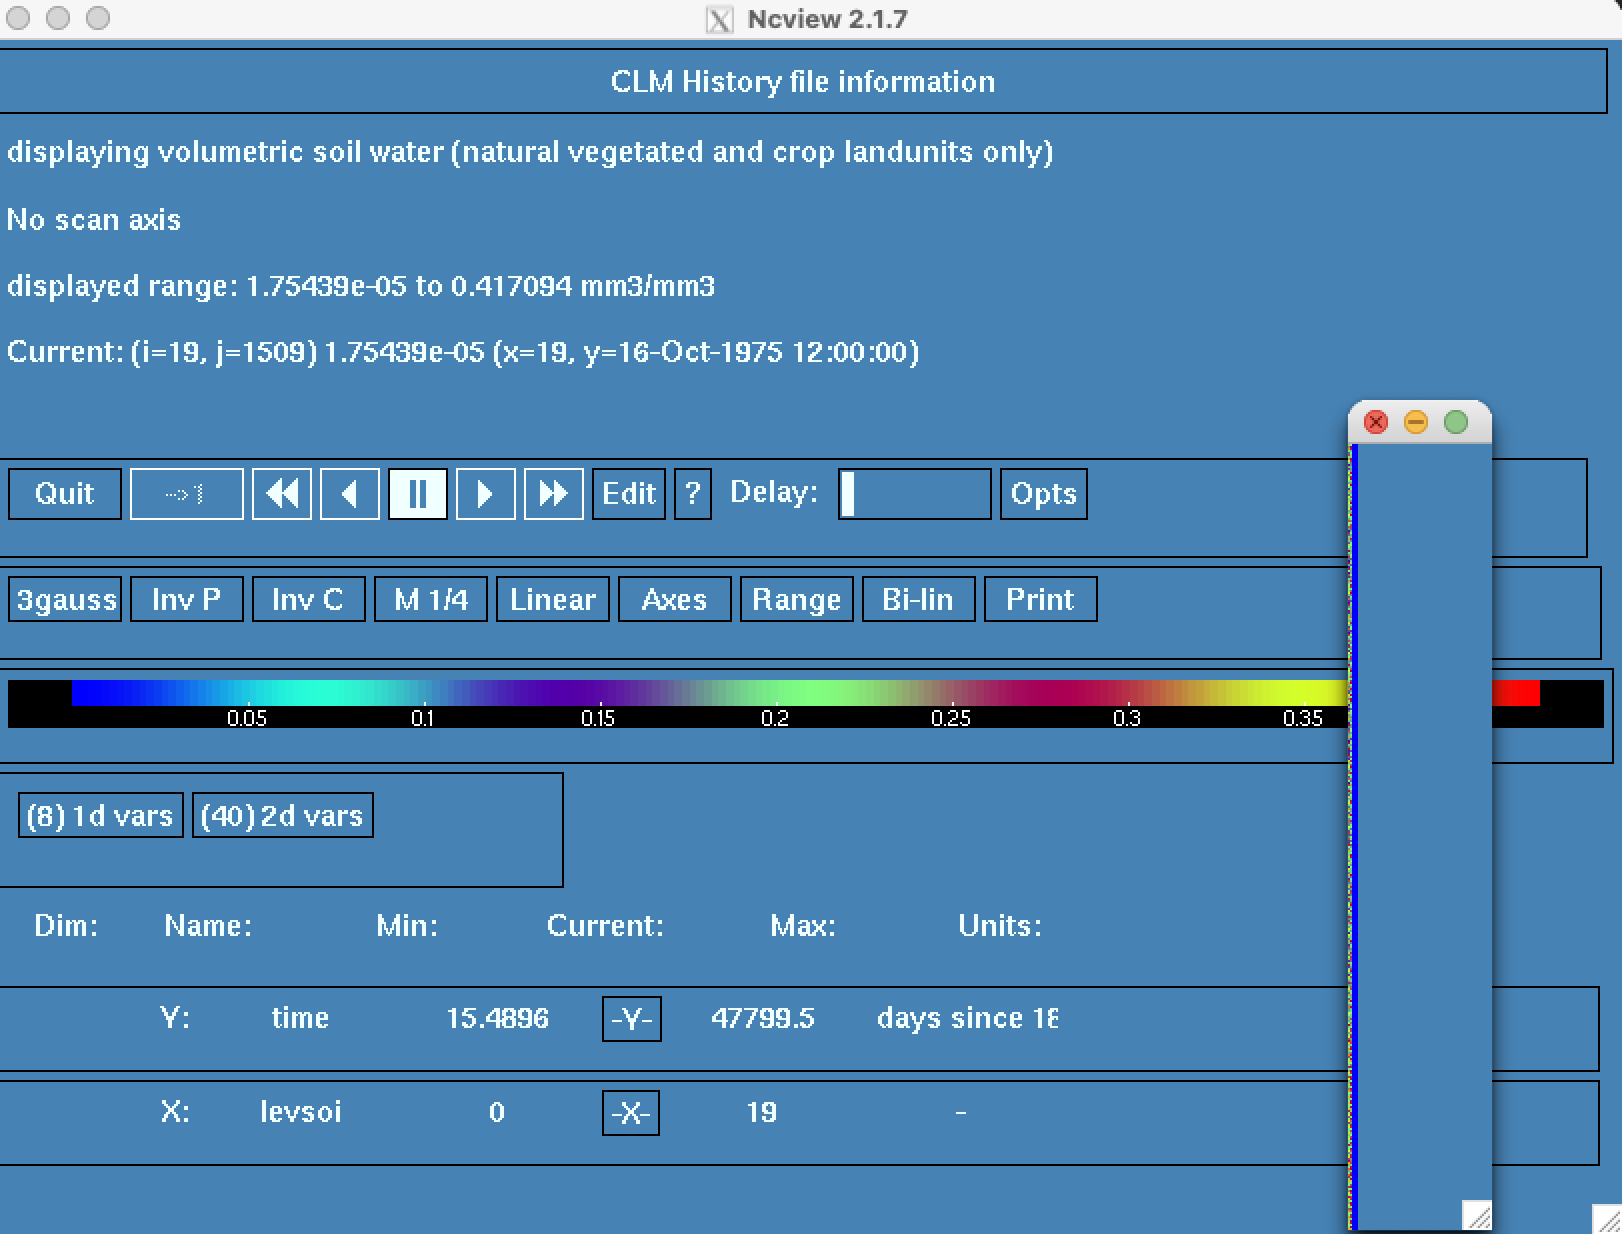 Ncview 2.1.7
CLM History file information
displaying volumetric soil water (natural vegetated and crop landunits only)
No scan axis
displayed range: 1.75439e-05 to 0.417094 mm3/mm3
Current: (i=19, j=1509) 1.75439e-05 (x=19, y=16-Oct-1975 12:00:00)
Quit ->1 Edit ? Delay: Opts
3gauss Inv P Inv C M 1/4 Linear Axes Range Bi-lin Print
0.05 0.1 0.15 0.2 0.25 0.3 0.35
(8) 1d vars (40) 2d vars
Dim: Name: Min: Current: Max: Units:
Y: time 15.4896 -Y- 47799.5 days since 18
X: levsoi 0 -X- 19 -